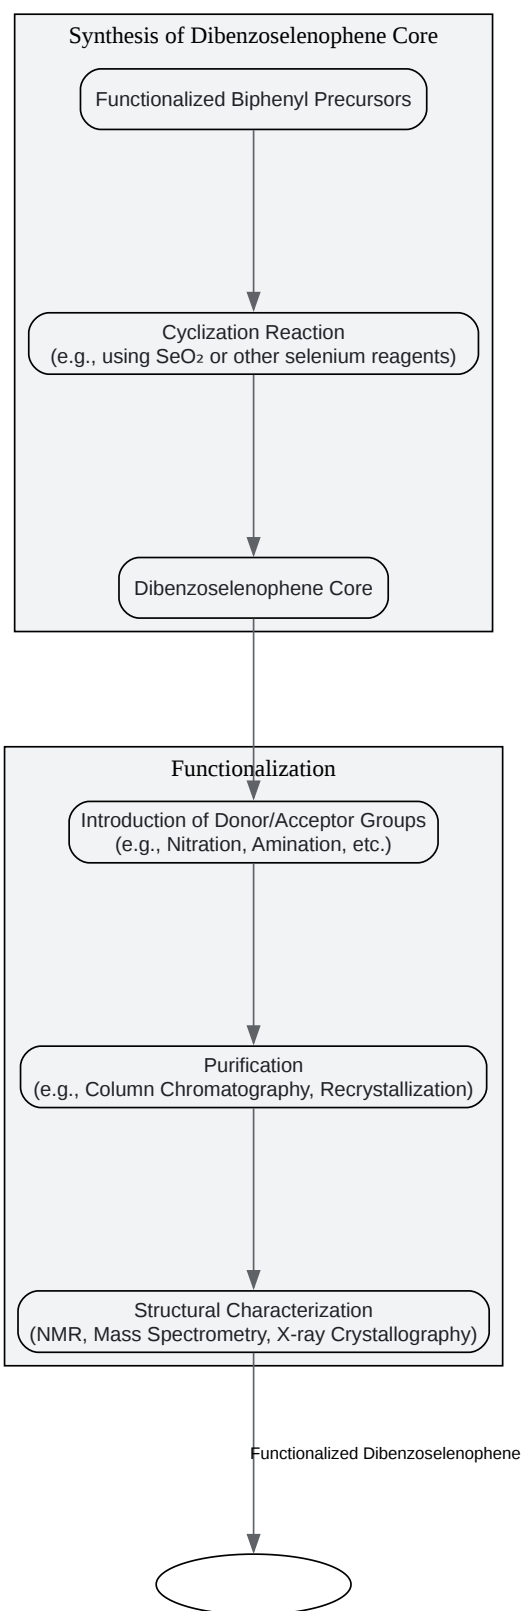 Synthesis of Dibenzoselenophene Core
Functionalized Biphenyl Precursors
Cyclization Reaction
(e.g., using SeO₂ or other selenium reagents)
Dibenzoselenophene Core
Functionalization
Introduction of Donor/Acceptor Groups
(e.g., Nitration, Amination, etc.)
Purification
(e.g., Column Chromatography, Recrystallization)
Structural Characterization
(NMR, Mass Spectrometry, X-ray Crystallography)
Functionalized Dibenzoselenophene